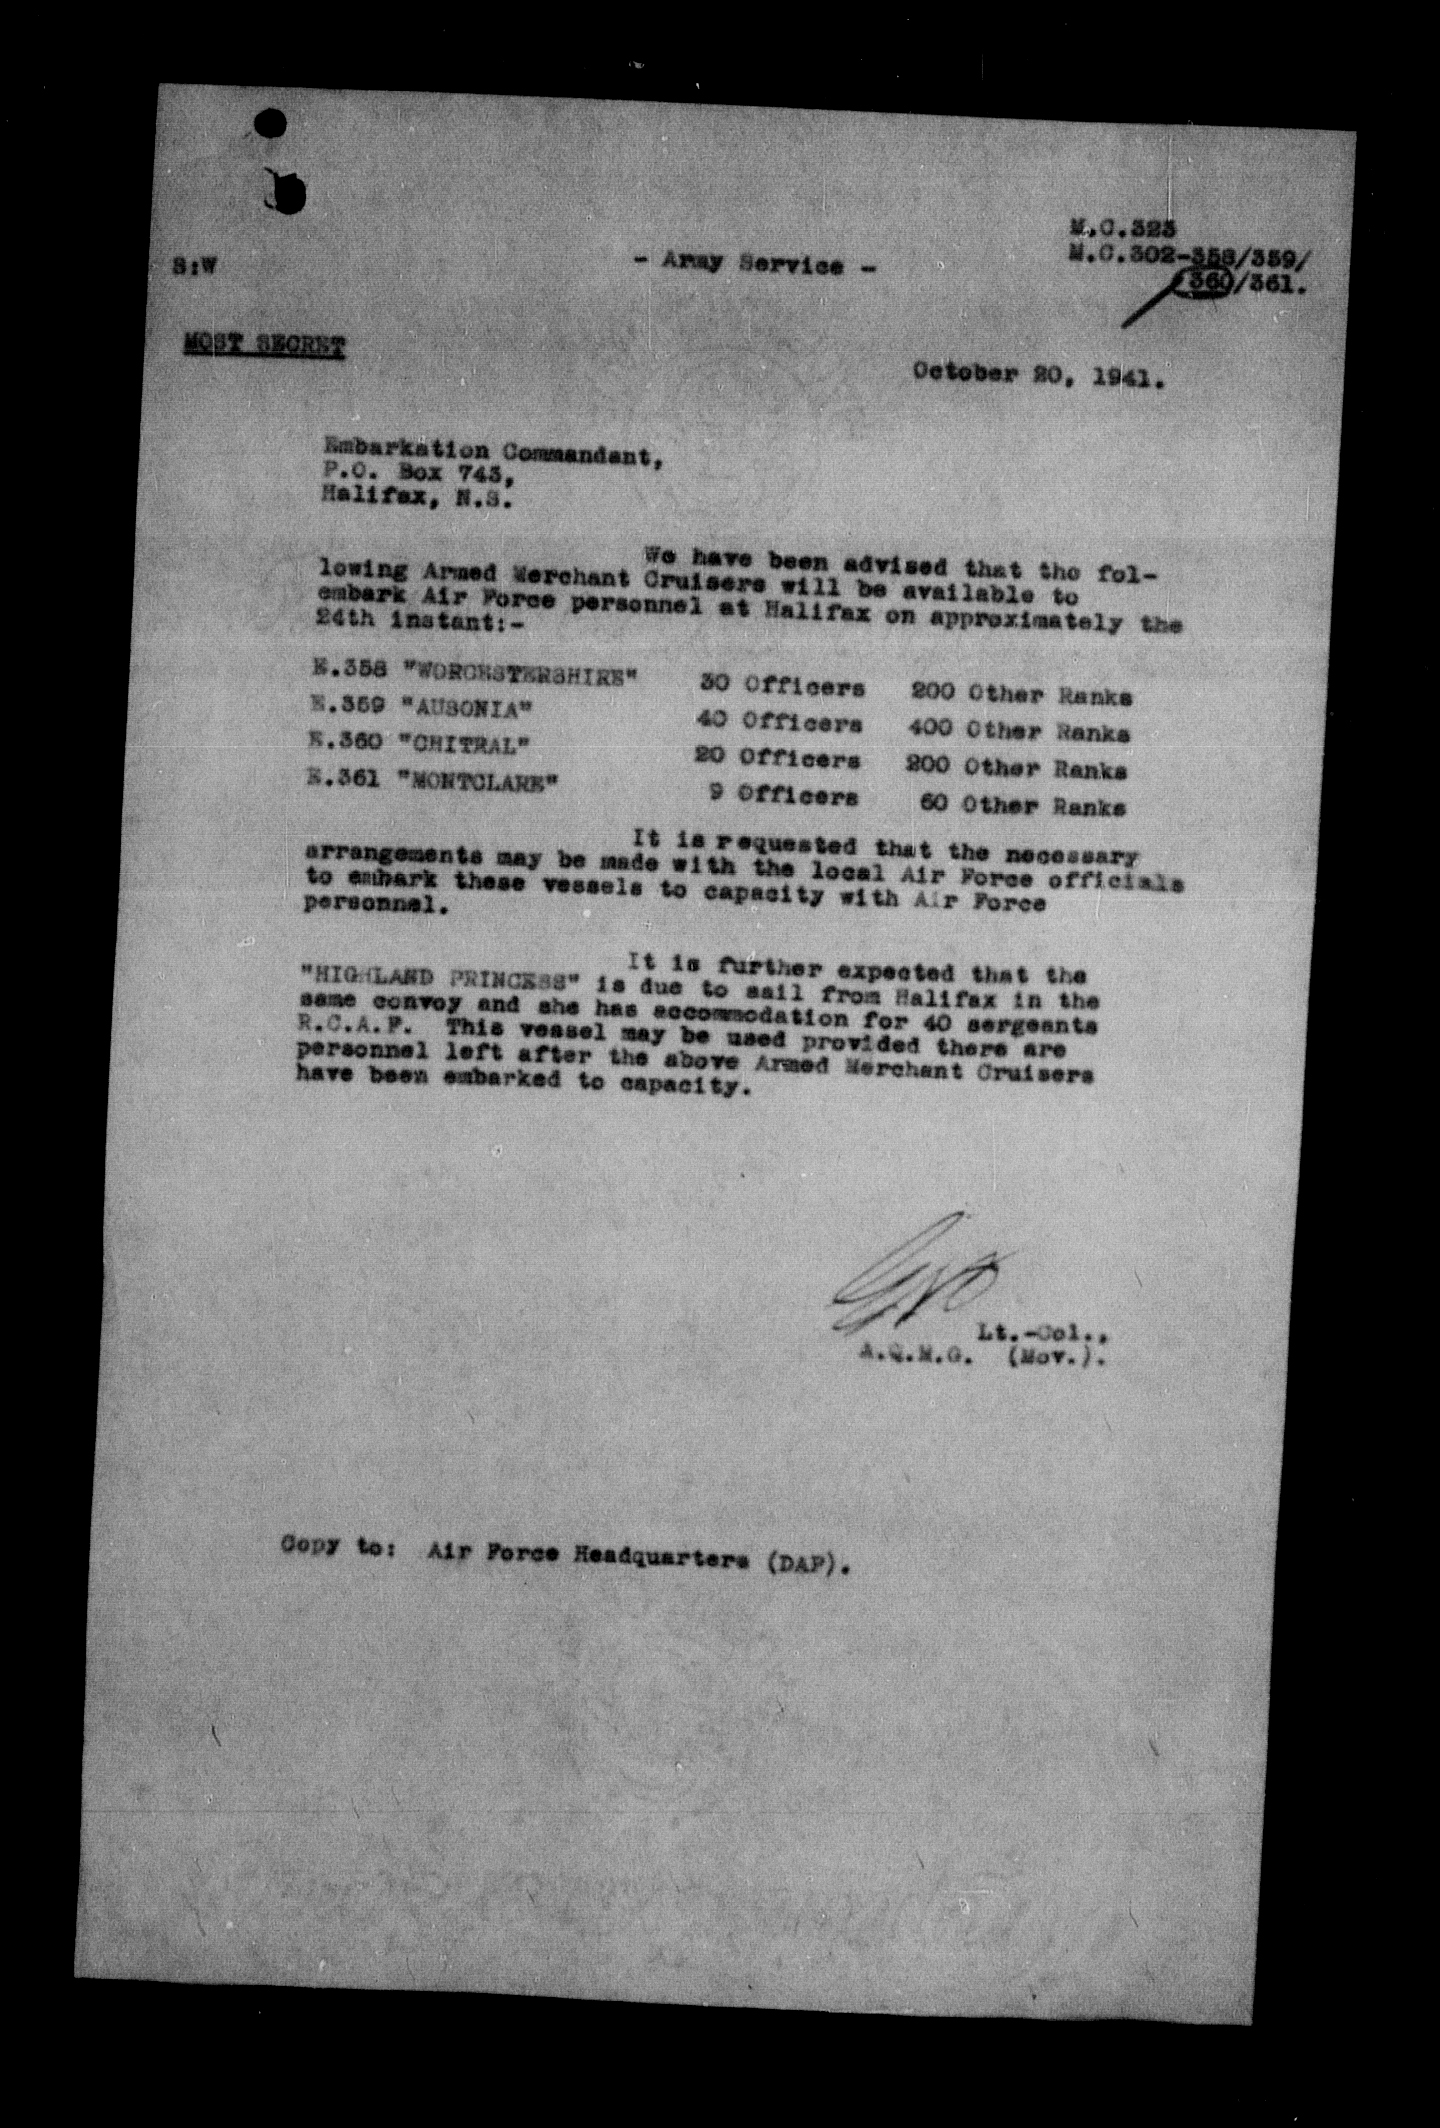 M.C.323
S:W - Army Service - M.C.302-358/359/
360/361.
MOST SECRET
October 20, 1941.
Embarkation Commandant,
P.O. Box 743,
Halifax, N.S.
We have been advised that the fol-
lowing Armed Merchant Cruisers will be available to
embark Air Force personnel at Halifax on approximately the
24th instant:-
E.358 "WORCESTERSHIRE" 30 Officers 200 Other Ranks
E.359 "AUSONIA" 40 Officers 400 Other Ranks
E.360 "CHITRAL" 20 Officers 200 Other Ranks
E.361 "MONTCLARE" 9 Officers 60 Other Ranks
It is requested that the necessary
arrangements may be made with the local Air Force officials
to embark these vessels to capacity with Air Force
personnel.
It is further expected that the
"HIGHLAND PRINCESS" is due to sail from Halifax in the
same convoy and she has accommodation for 40 sergeants
R.C.A.F. This vessel may be used provided there are
personnel left after the above Armed Merchant Cruisers
have been embarked to capacity.
Lt.-Col.,
A.Q.M.G. (Mov.).
Copy to: Air Force Headquarters (DAP).